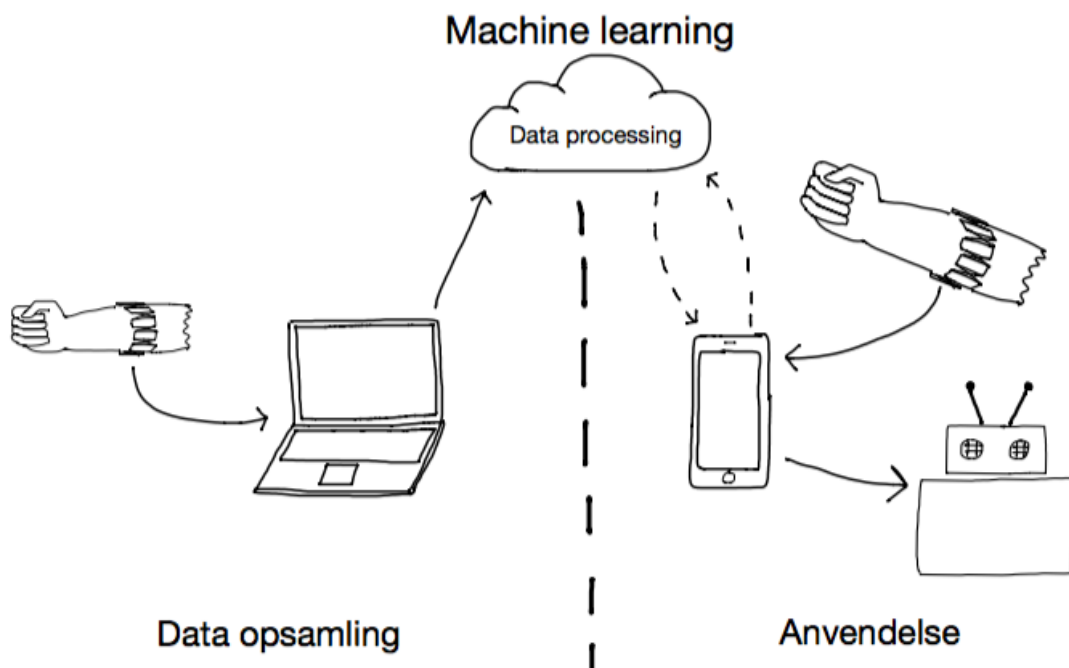 Machine learning
Data processing
Data opsamling
Anvendelse